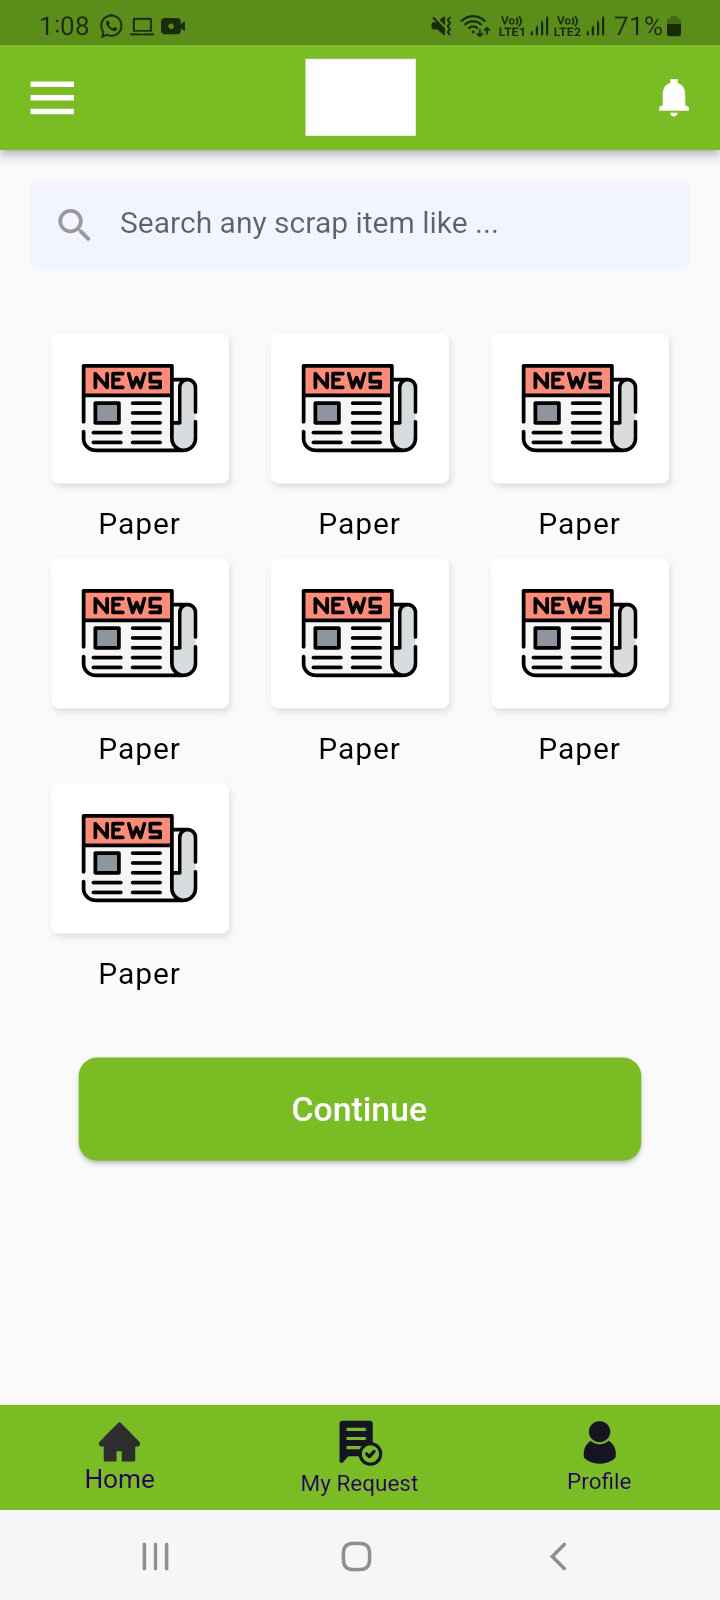 1:08 Vo)) LTE1 Vo)) LTE2 71%
Search any scrap item like ...
NEWS NEWS NEWS
Paper Paper Paper
NEWS NEWS NEWS
Paper Paper Paper
NEWS
Paper
Continue
Home My Request Profile